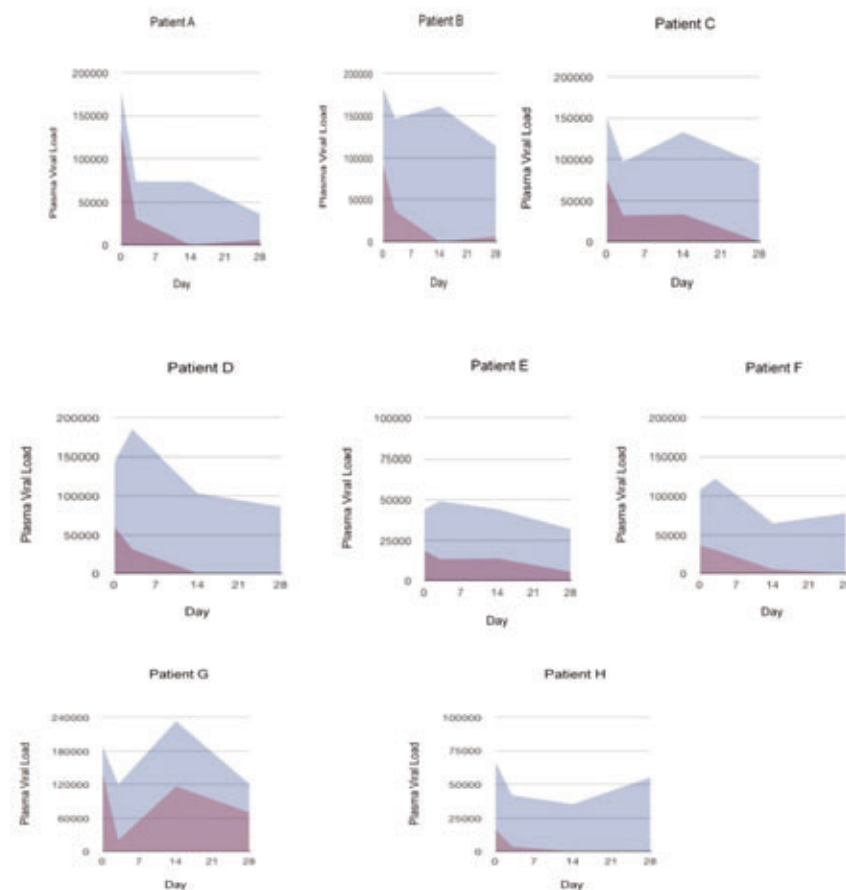 Patient A
200000
150000
100000
50000
0
Plasma Viral Load
0 7 14 21 28
Day
Patient B
200000
150000
100000
50000
0
Plasma Viral Load
0 7 14 21 28
Day
Patient C
200000
150000
100000
50000
0
Plasma Viral Load
0 7 14 21 28
Day
Patient D
200000
150000
100000
50000
0
Plasma Viral Load
0 7 14 21 28
Day
Patient E
100000
75000
50000
25000
0
Plasma Viral Load
0 7 14 21 28
Day
Patient F
200000
150000
100000
50000
0
Plasma Viral Load
0 7 14 21 28
Day
Patient G
240000
180000
120000
60000
0
Plasma Viral Load
0 7 14 21 28
Day
Patient H
100000
75000
50000
25000
0
Plasma Viral Load
0 7 14 21 28
Day